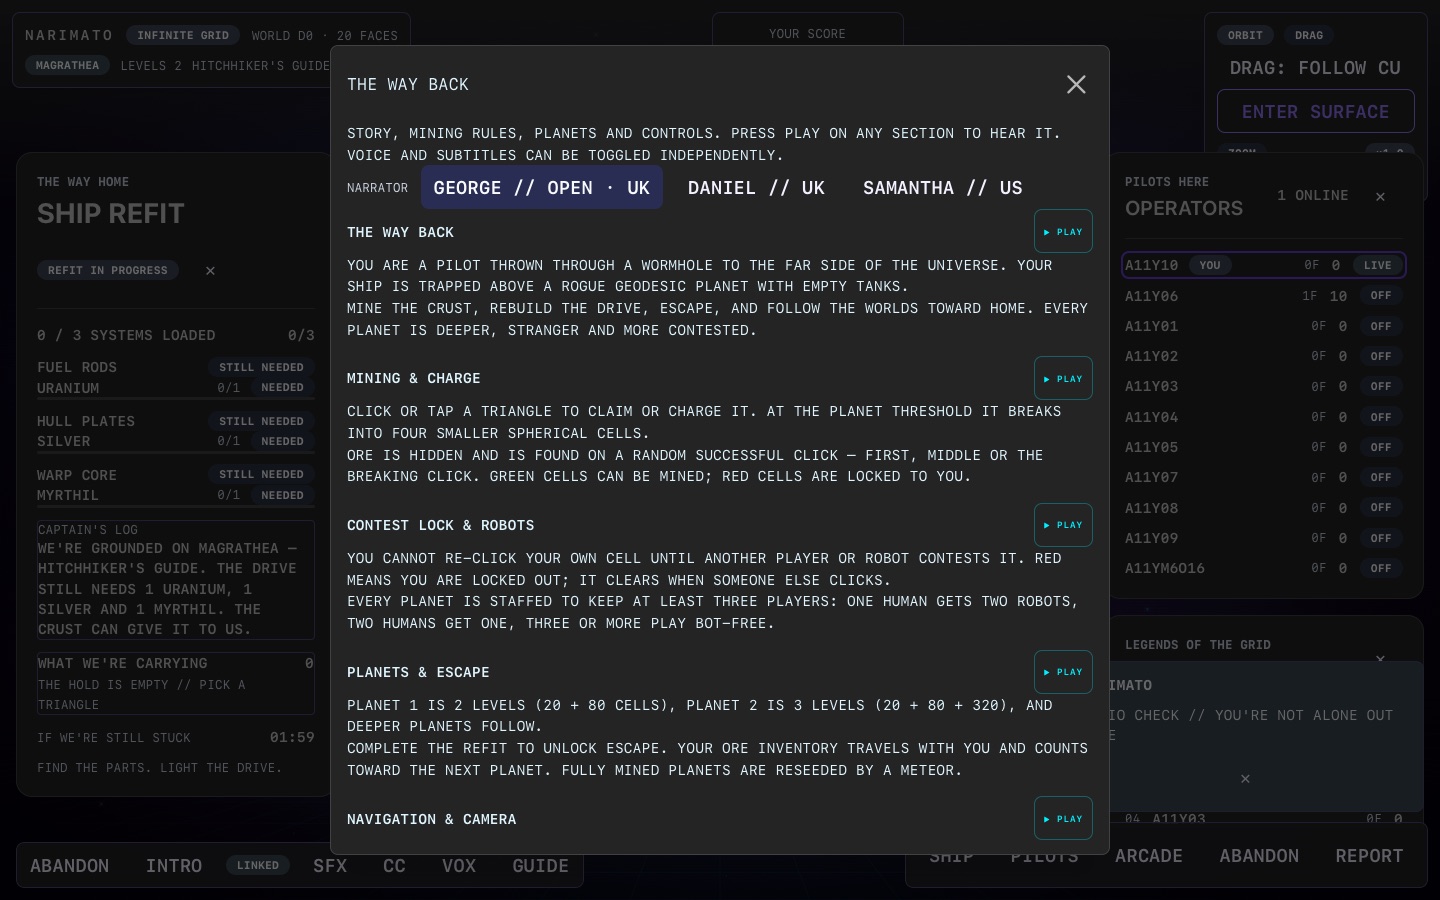 NARIMATO INFINITE GRID WORLD D0 · 20 FACES
MAGRATHEA LEVELS 2 HITCHHIKER'S GUIDE
YOUR SCORE
ORBIT DRAG
DRAG: FOLLOW CU
ENTER SURFACE
THE WAY HOME
SHIP REFIT
REFIT IN PROGRESS ×
0 / 3 SYSTEMS LOADED 0/3
FUEL RODS STILL NEEDED
URANIUM 0/1 NEEDED
HULL PLATES STILL NEEDED
SILVER 0/1 NEEDED
WARP CORE STILL NEEDED
MYRTHIL 0/1 NEEDED
CAPTAIN'S LOG
WE'RE GROUNDED ON MAGRATHEA —
HITCHHIKER'S GUIDE. THE DRIVE
STILL NEEDS 1 URANIUM, 1
SILVER AND 1 MYRTHIL. THE
CRUST CAN GIVE IT TO US.
WHAT WE'RE CARRYING 0
THE HOLD IS EMPTY // PICK A
TRIANGLE
IF WE'RE STILL STUCK 01:59
FIND THE PARTS. LIGHT THE DRIVE.
THE WAY BACK
STORY, MINING RULES, PLANETS AND CONTROLS. PRESS PLAY ON ANY SECTION TO HEAR IT.
VOICE AND SUBTITLES CAN BE TOGGLED INDEPENDENTLY.
NARRATOR GEORGE // OPEN · UK DANIEL // UK SAMANTHA // US
THE WAY BACK ▶ PLAY
YOU ARE A PILOT THROWN THROUGH A WORMHOLE TO THE FAR SIDE OF THE UNIVERSE. YOUR
SHIP IS TRAPPED ABOVE A ROGUE GEODESIC PLANET WITH EMPTY TANKS.
MINE THE CRUST, REBUILD THE DRIVE, ESCAPE, AND FOLLOW THE WORLDS TOWARD HOME. EVERY
PLANET IS DEEPER, STRANGER AND MORE CONTESTED.
MINING & CHARGE ▶ PLAY
CLICK OR TAP A TRIANGLE TO CLAIM OR CHARGE IT. AT THE PLANET THRESHOLD IT BREAKS
INTO FOUR SMALLER SPHERICAL CELLS.
ORE IS HIDDEN AND IS FOUND ON A RANDOM SUCCESSFUL CLICK — FIRST, MIDDLE OR THE
BREAKING CLICK. GREEN CELLS CAN BE MINED; RED CELLS ARE LOCKED TO YOU.
CONTEST LOCK & ROBOTS ▶ PLAY
YOU CANNOT RE-CLICK YOUR OWN CELL UNTIL ANOTHER PLAYER OR ROBOT CONTESTS IT. RED
MEANS YOU ARE LOCKED OUT; IT CLEARS WHEN SOMEONE ELSE CLICKS.
EVERY PLANET IS STAFFED TO KEEP AT LEAST THREE PLAYERS: ONE HUMAN GETS TWO ROBOTS,
TWO HUMANS GET ONE, THREE OR MORE PLAY BOT-FREE.
PLANETS & ESCAPE ▶ PLAY
PLANET 1 IS 2 LEVELS (20 + 80 CELLS), PLANET 2 IS 3 LEVELS (20 + 80 + 320), AND
DEEPER PLANETS FOLLOW.
COMPLETE THE REFIT TO UNLOCK ESCAPE. YOUR ORE INVENTORY TRAVELS WITH YOU AND COUNTS
TOWARD THE NEXT PLANET. FULLY MINED PLANETS ARE RESEEDED BY A METEOR.
NAVIGATION & CAMERA ▶ PLAY
PILOTS HERE
OPERATORS 1 ONLINE ×
A11Y10 YOU 0F 0 LIVE
A11Y06 1F 10 OFF
A11Y01 0F 0 OFF
A11Y02 0F 0 OFF
A11Y03 0F 0 OFF
A11Y04 0F 0 OFF
A11Y05 0F 0 OFF
A11Y07 0F 0 OFF
A11Y08 0F 0 OFF
A11Y09 0F 0 OFF
A11YM6O16 0F 0 OFF
LEGENDS OF THE GRID
IMATO
IO CHECK // YOU'RE NOT ALONE OUT
E
×
04 A11Y03 0F 0
ABANDON INTRO LINKED SFX CC VOX GUIDE
SHIP PILOTS ARCADE ABANDON REPORT